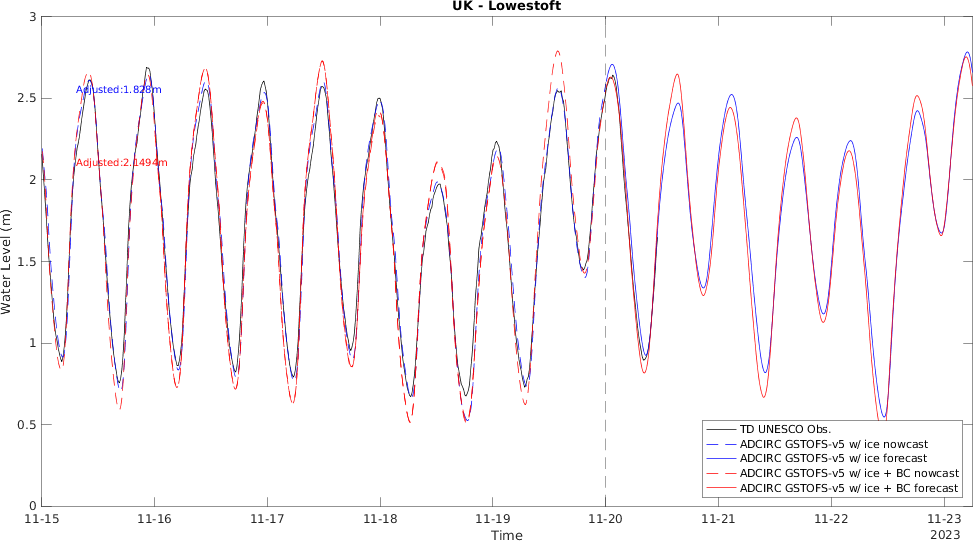 UK - Lowestoft
3
2.5
2
1.5
1
0.5
0
Water Level (m)
Adjusted:1.828m
Adjusted:2.1494m
TD UNESCO Obs.
ADCIRC GSTOFS-v5 w/ ice nowcast
ADCIRC GSTOFS-v5 w/ ice forecast
ADCIRC GSTOFS-v5 w/ ice + BC nowcast
ADCIRC GSTOFS-v5 w/ ice + BC forecast
11-15 11-16 11-17 11-18 11-19 11-20 11-21 11-22 11-23
Time
2023